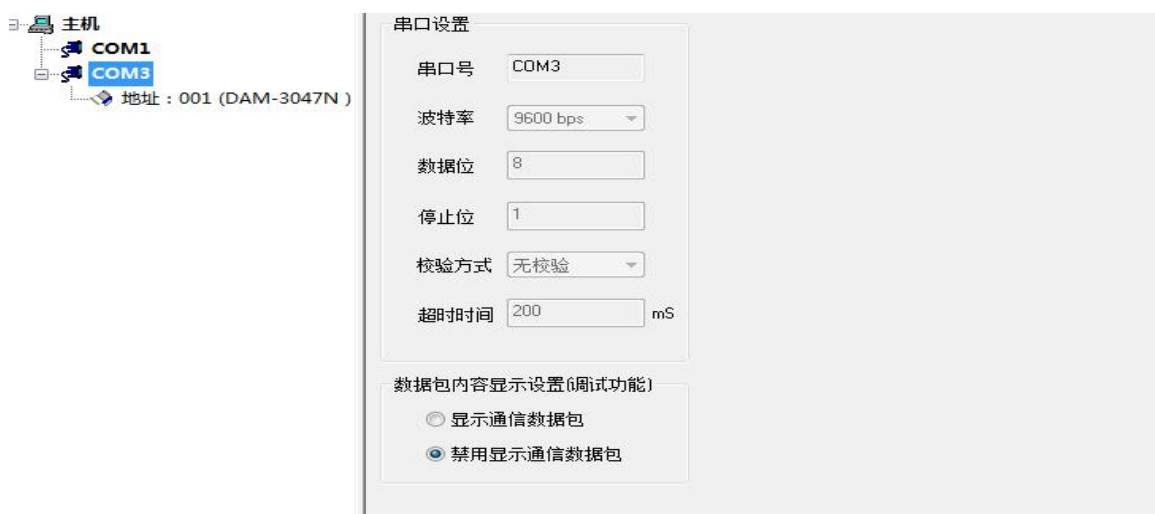 主机
COM1
COM3
地址：001 (DAM-3047N )
串口设置
串口号 COM3
波特率 9600 bps
数据位 8
停止位 1
校验方式 无校验
超时时间 200 mS
数据包内容显示设置(调试功能)
显示通信数据包
禁用显示通信数据包